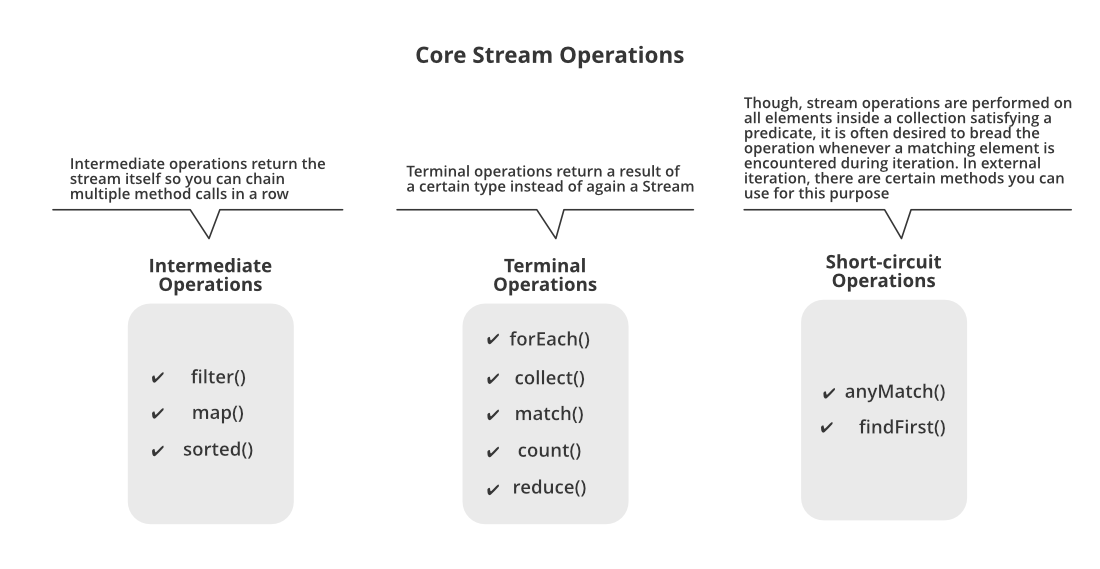 Core Stream Operations
Intermediate operations return the
stream itself so you can chain
multiple method calls in a row
Intermediate
Operations
✔ filter()
✔ map()
✔ sorted()
Terminal operations return a result of
a certain type instead of again a Stream
Terminal
Operations
✔ forEach()
✔ collect()
✔ match()
✔ count()
✔ reduce()
Though, stream operations are performed on
all elements inside a collection satisfying a
predicate, it is often desired to bread the
operation whenever a matching element is
encountered during iteration. In external
iteration, there are certain methods you can
use for this purpose
Short-circuit
Operations
✔ anyMatch()
✔ findFirst()